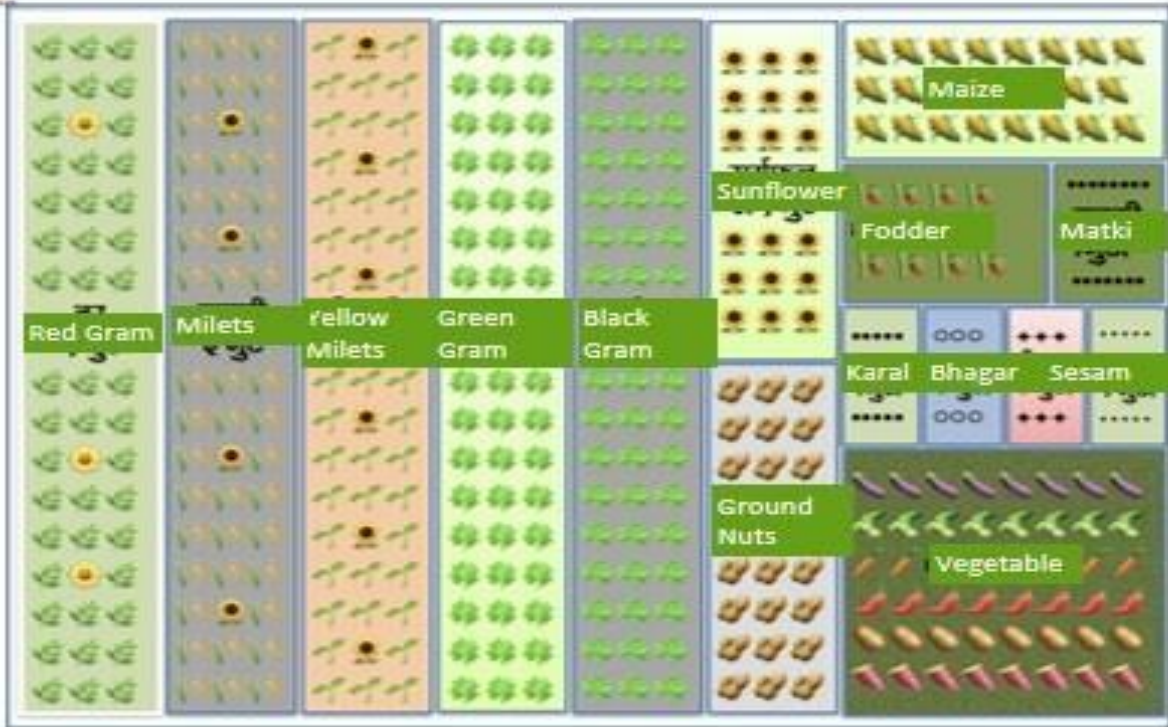 Maize
Sunflower
Fodder
Matki
Red Gram
Milets
Yellow
Milets
Green
Gram
Black
Gram
Karal
Bhagar
Sesam
Ground
Nuts
Vegetable